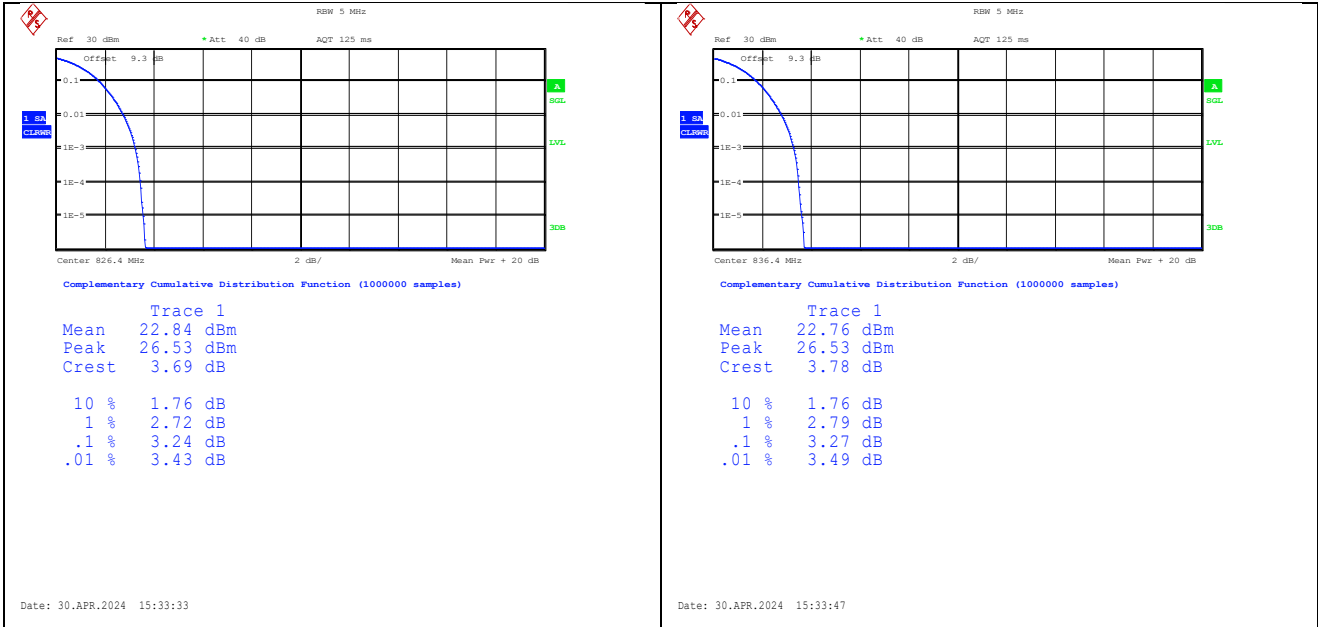 R S
RBW 5 MHz
Ref 30 dBm * Att 40 dB AQT 125 ms
Offset 9.3 dB
0.1
A
SGL
1 SA
CLRWR
0.01
LVL
1E-3
1E-4
1E-5
3DB
Center 826.4 MHz 2 dB/ Mean Pwr + 20 dB
Complementary Cumulative Distribution Function (1000000 samples)
Trace 1
Mean 22.84 dBm
Peak 26.53 dBm
Crest 3.69 dB
10 % 1.76 dB
1 % 2.72 dB
.1 % 3.24 dB
.01 % 3.43 dB
Date: 30.APR.2024 15:33:33
R S
RBW 5 MHz
Ref 30 dBm * Att 40 dB AQT 125 ms
Offset 9.3 dB
0.1
A
SGL
1 SA
CLRWR
0.01
LVL
1E-3
1E-4
1E-5
3DB
Center 836.4 MHz 2 dB/ Mean Pwr + 20 dB
Complementary Cumulative Distribution Function (1000000 samples)
Trace 1
Mean 22.76 dBm
Peak 26.53 dBm
Crest 3.78 dB
10 % 1.76 dB
1 % 2.79 dB
.1 % 3.27 dB
.01 % 3.49 dB
Date: 30.APR.2024 15:33:47